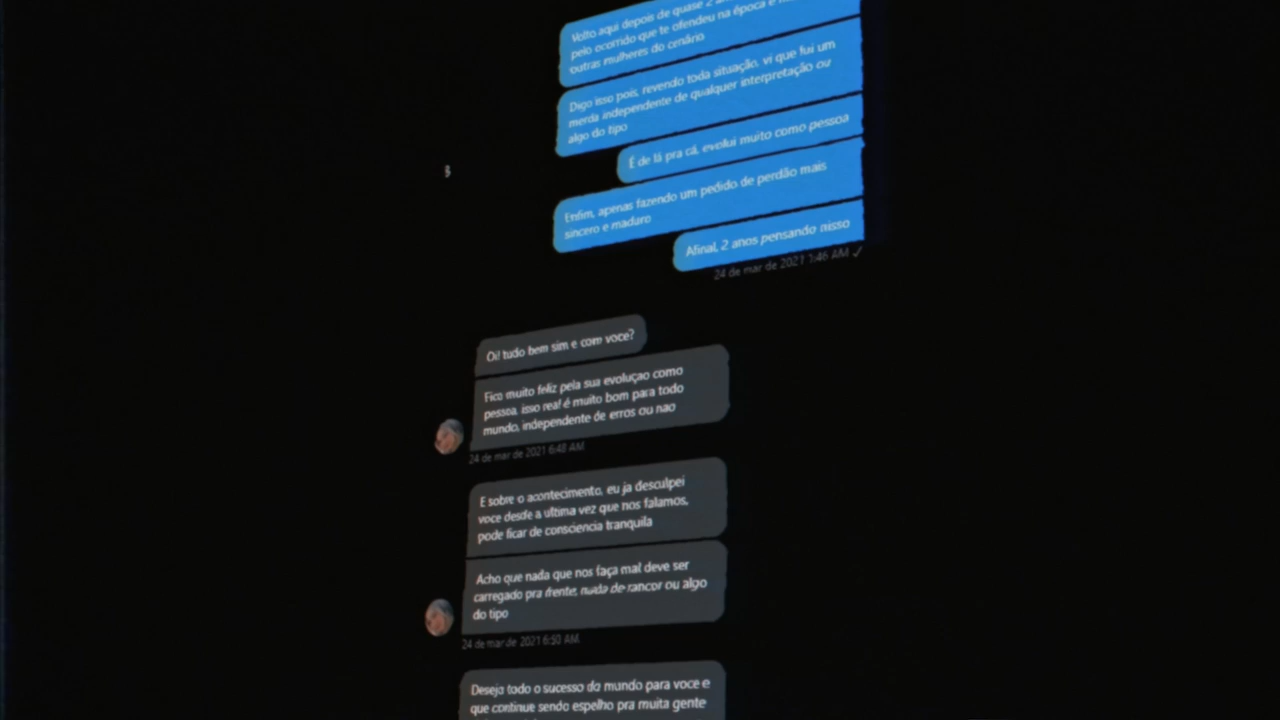 Volto aqui depois de quase 2
pelo ocorrido que te ofendeu na época e
outras mulheres do cenário
Digo isso pois, revendo toda situação, vi que fui um
merda independente de qualquer interpretação ou
algo do tipo
É de lá pra cá, evolui muito como pessoa
Enfim, apenas fazendo um pedido de perdão mais
sincero e maduro
Afinal, 2 anos pensando nisso
24 de mar de 2021 1:46 AM ✓
Oi! tudo bem sim e com voce?
Fico muito feliz pela sua evoluçao como
pessoa, isso real é muito bom para todo
mundo, independente de erros ou nao
24 de mar de 2021 6:48 AM
E sobre o acontecimento, eu ja desculpei
voce desde a ultima vez que nos falamos,
pode ficar de consciencia tranquila
Acho que nada que nos faça mal deve ser
carregado pra frente, nada de rancor ou algo
do tipo
24 de mar de 2021 6:50 AM
Desejo todo o sucesso do mundo para voce e
que continue sendo espelho pra muita gente